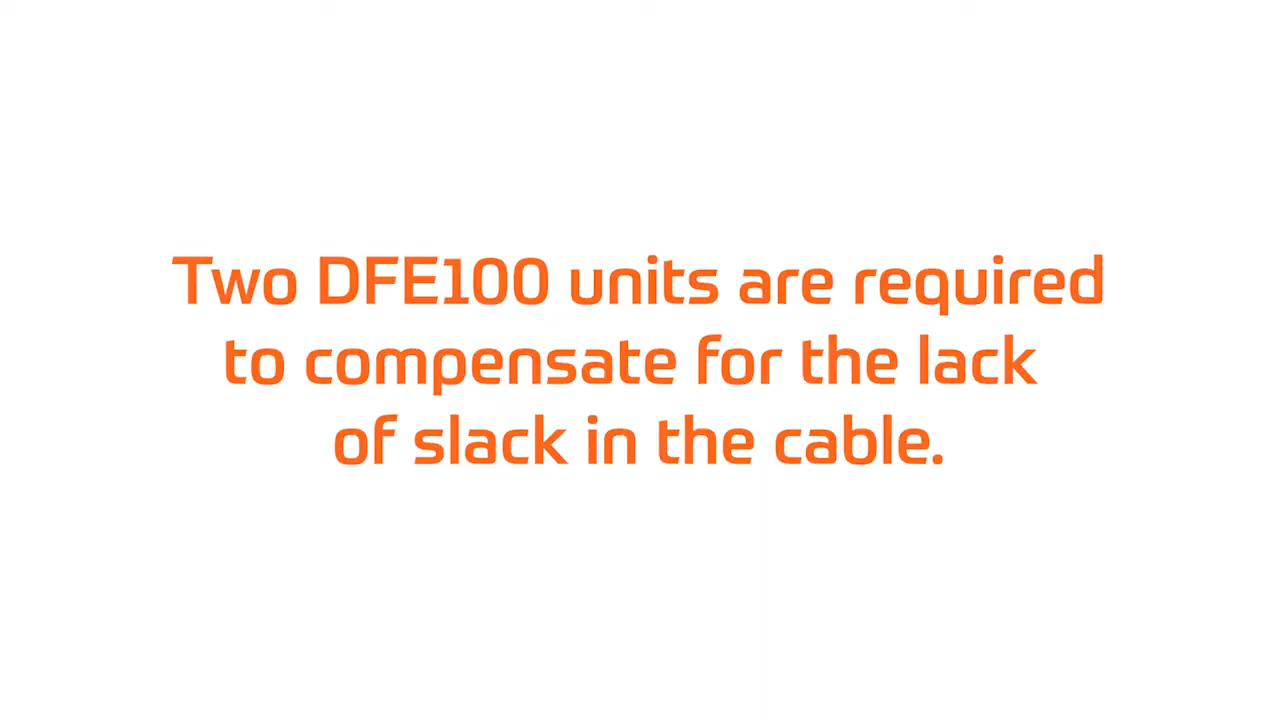 Two DFE100 units are required
to compensate for the lack
of slack in the cable.